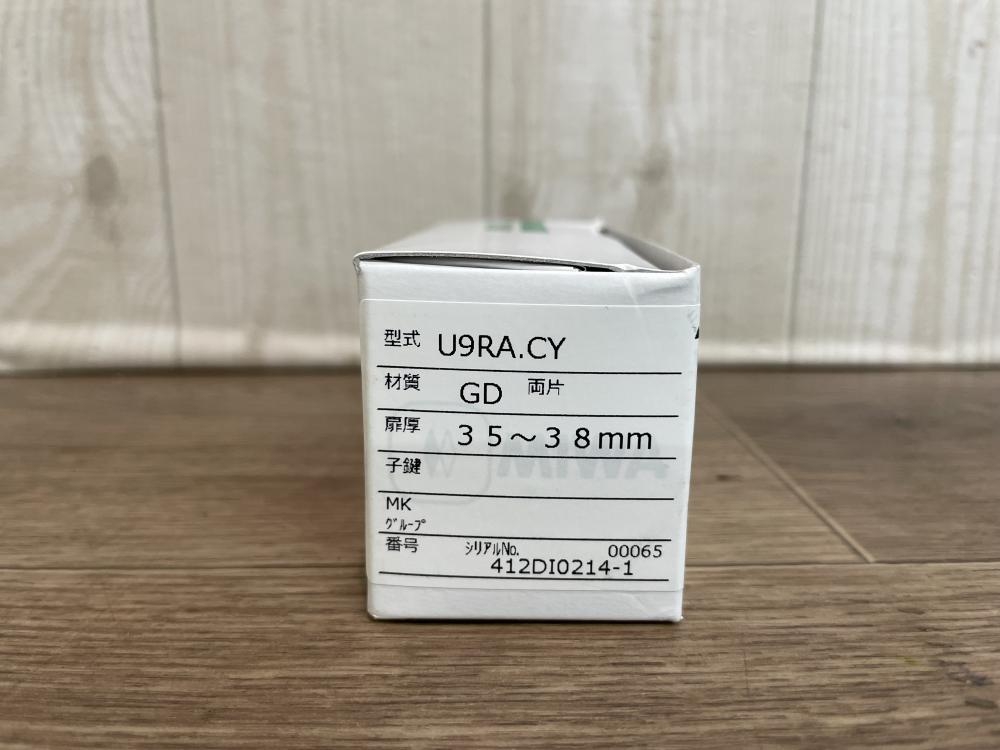 型式 U9RA.CY
材質 GD 両片
扉厚 35~38mm
MIWA
子鍵
MK
グループ
番号 シリアルNo. 00065
412DI0214-1